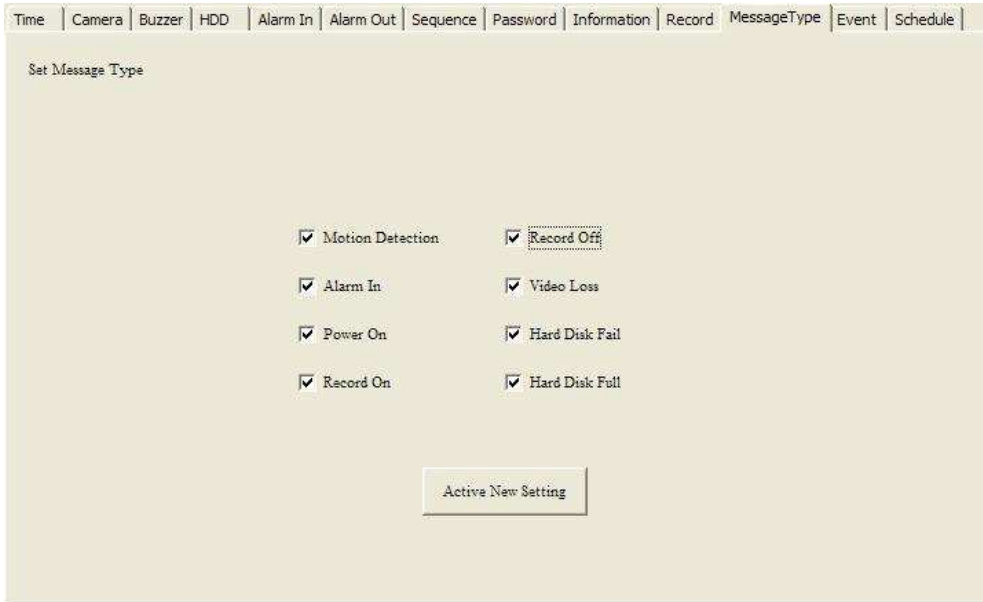 Time Camera Buzzer HDD Alarm In Alarm Out Sequence Password Information Record MessageType Event Schedule
Set Message Type
Motion Detection Record Off
Alarm In Video Loss
Power On Hard Disk Fail
Record On Hard Disk Full
Active New Setting